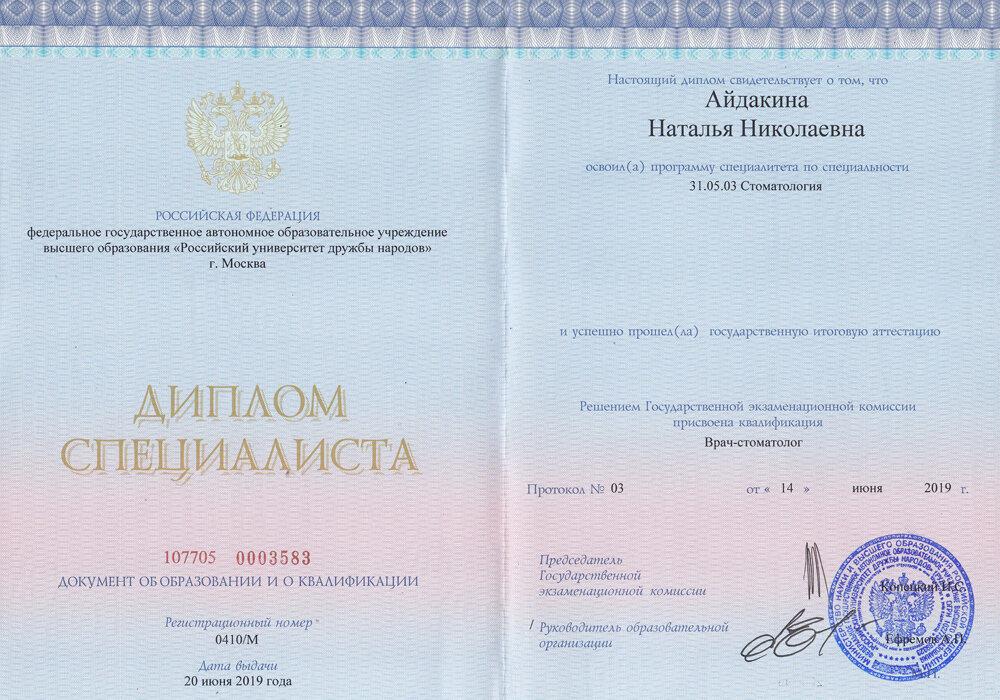 РОССИЙСКАЯ ФЕДЕРАЦИЯ
федеральное государственное автономное образовательное учреждение
высшего образования «Российский университет дружбы народов»
г. Москва
ДИПЛОМ
СПЕЦИАЛИСТА
107705 0003583
ДОКУМЕНТ ОБ ОБРАЗОВАНИИ И О КВАЛИФИКАЦИИ
Регистрационный номер
0410/М
Дата выдачи
20 июня 2019 года
Настоящий диплом свидетельствует о том, что
Айдакина
Наталья Николаевна
освоил(а) программу специалитета по специальности
31.05.03 Стоматология
и успешно прошел(ла) государственную итоговую аттестацию
Решением Государственной экзаменационной комиссии
присвоена квалификация
Врач-стоматолог
Протокол № 03 от « 14 » июня 2019 г.
Председатель
Государственной
экзаменационной комиссии
Копецкий И.С.
/ Руководитель образовательной
организации
Ефремов А.П.
М.П.